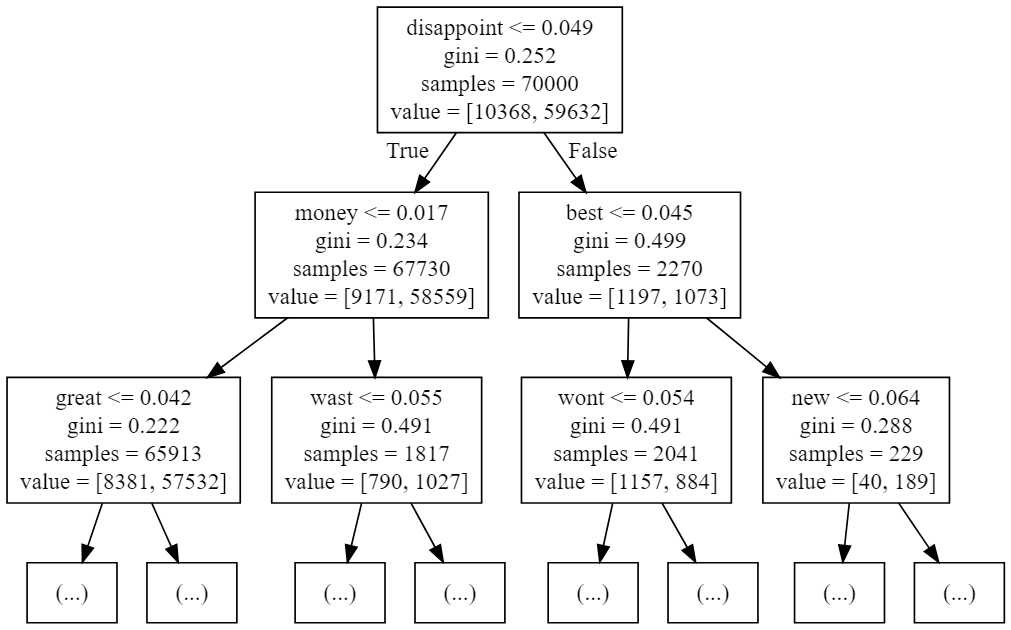 disappoint <= 0.049
gini = 0.252
samples = 70000
value = [10368, 59632]
True
False
money <= 0.017
gini = 0.234
samples = 67730
value = [9171, 58559]
best <= 0.045
gini = 0.499
samples = 2270
value = [1197, 1073]
great <= 0.042
gini = 0.222
samples = 65913
value = [8381, 57532]
wast <= 0.055
gini = 0.491
samples = 1817
value = [790, 1027]
wont <= 0.054
gini = 0.491
samples = 2041
value = [1157, 884]
new <= 0.064
gini = 0.288
samples = 229
value = [40, 189]
(...)
(...)
(...)
(...)
(...)
(...)
(...)
(...)